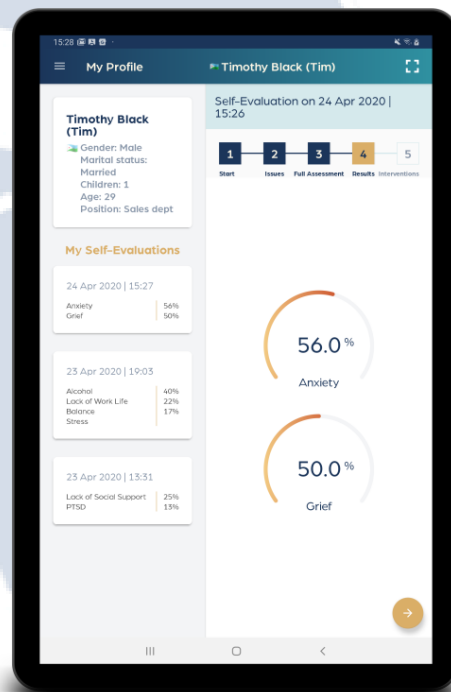 15:28
My Profile
Timothy Black (Tim)
Timothy Black
(Tim)
Gender: Male
Marital status:
Married
Children: 1
Age: 29
Position: Sales dept
My Self-Evaluations
24 Apr 2020 | 15:27
Anxiety 56%
Grief 50%
23 Apr 2020 | 19:03
Alcohol 40%
Lack of Work Life 22%
Balance 17%
Stress
23 Apr 2020 | 13:31
Lack of Social Support 25%
PTSD 13%
Self-Evaluation on 24 Apr 2020 |
15:26
1 2 3 4 5
Start Issues Full Assessment Results Interventions
56.0 %
Anxiety
50.0 %
Grief